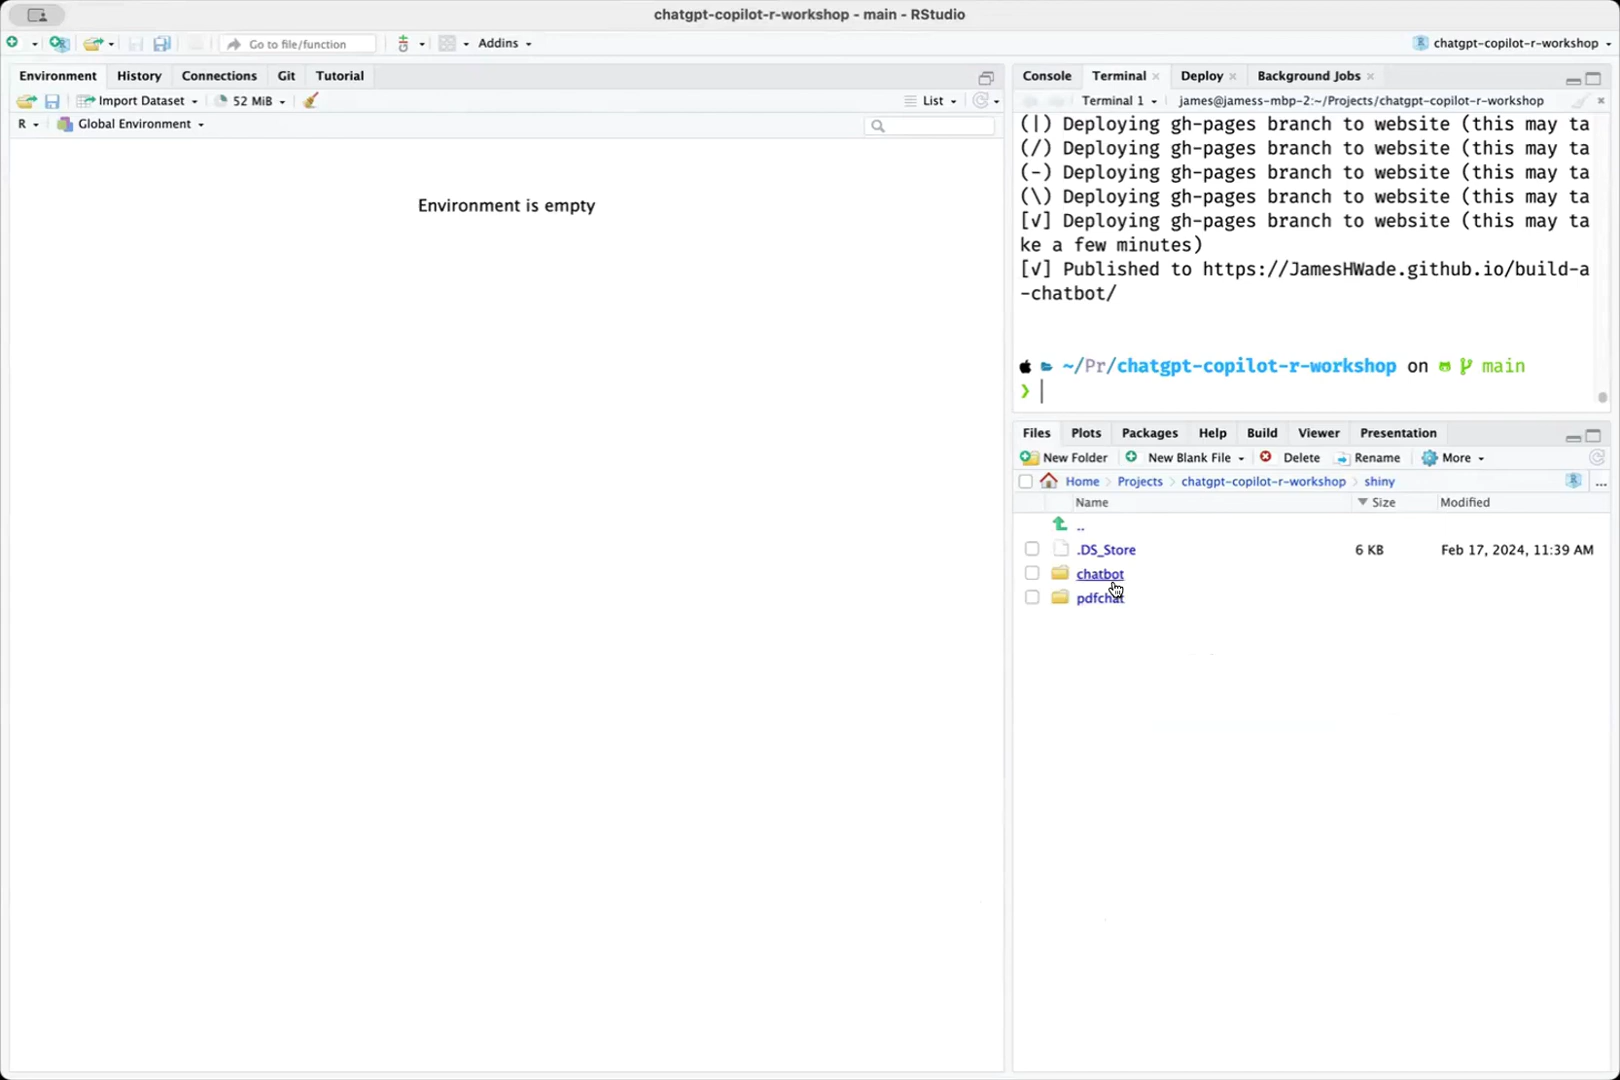 chatgpt-copilot-r-workshop - main - RStudio
Go to file/function
Addins
chatgpt-copilot-r-workshop
Environment History Connections Git Tutorial
Import Dataset 52 MiB List
R Global Environment
Environment is empty
Console Terminal Deploy Background Jobs
Terminal 1 james@jamess-mbp-2:~/Projects/chatgpt-copilot-r-workshop
(|) Deploying gh-pages branch to website (this may ta
(/) Deploying gh-pages branch to website (this may ta
(-) Deploying gh-pages branch to website (this may ta
(\) Deploying gh-pages branch to website (this may ta
[√] Deploying gh-pages branch to website (this may ta
ke a few minutes)
[√] Published to https://JamesHWade.github.io/build-a
-chatbot/
~/Pr/chatgpt-copilot-r-workshop on main
❯
Files Plots Packages Help Build Viewer Presentation
New Folder New Blank File Delete Rename More
Home Projects chatgpt-copilot-r-workshop shiny ...
Name Size Modified
..
.DS_Store 6 KB Feb 17, 2024, 11:39 AM
chatbot
pdfchat